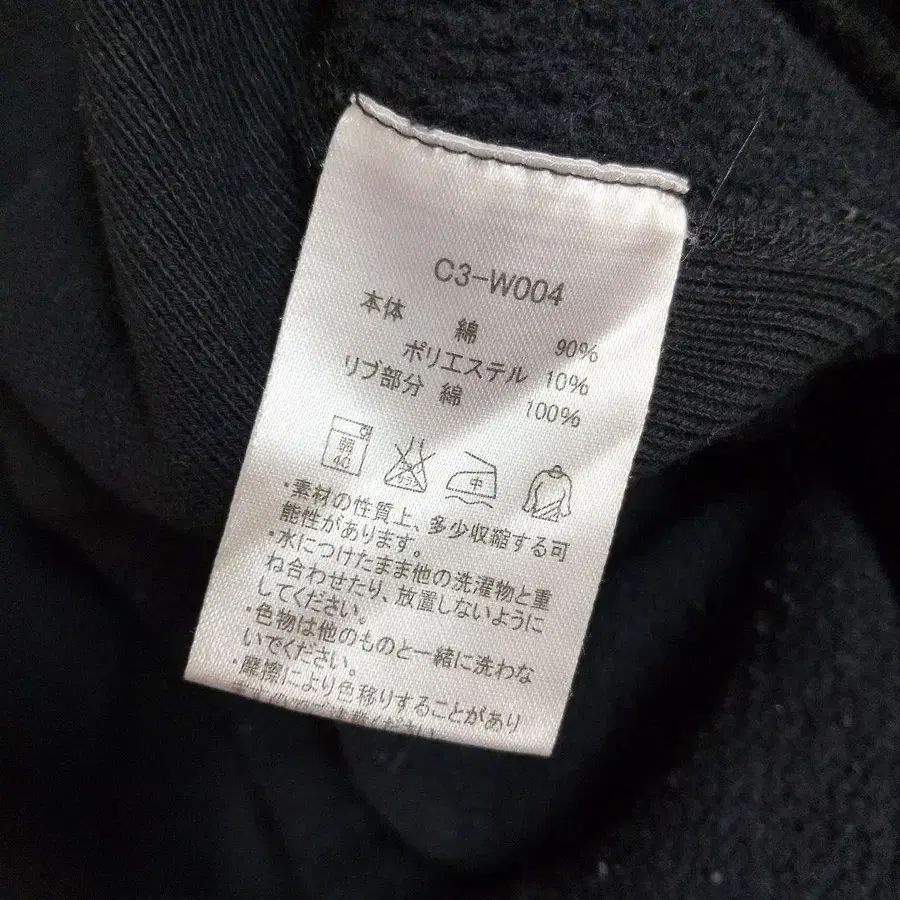 C3-W004
本体 綿 90%
ポリエステル 10%
リブ部分 綿 100%
弱 40 中
・素材の性質上、多少収縮する可
能性があります。
・水につけたまま他の洗濯物と重
ね合わせたり、放置しないように
してください。
・色物は他のものと一緒に洗わな
いでください。
・摩擦により色移りすることがあり